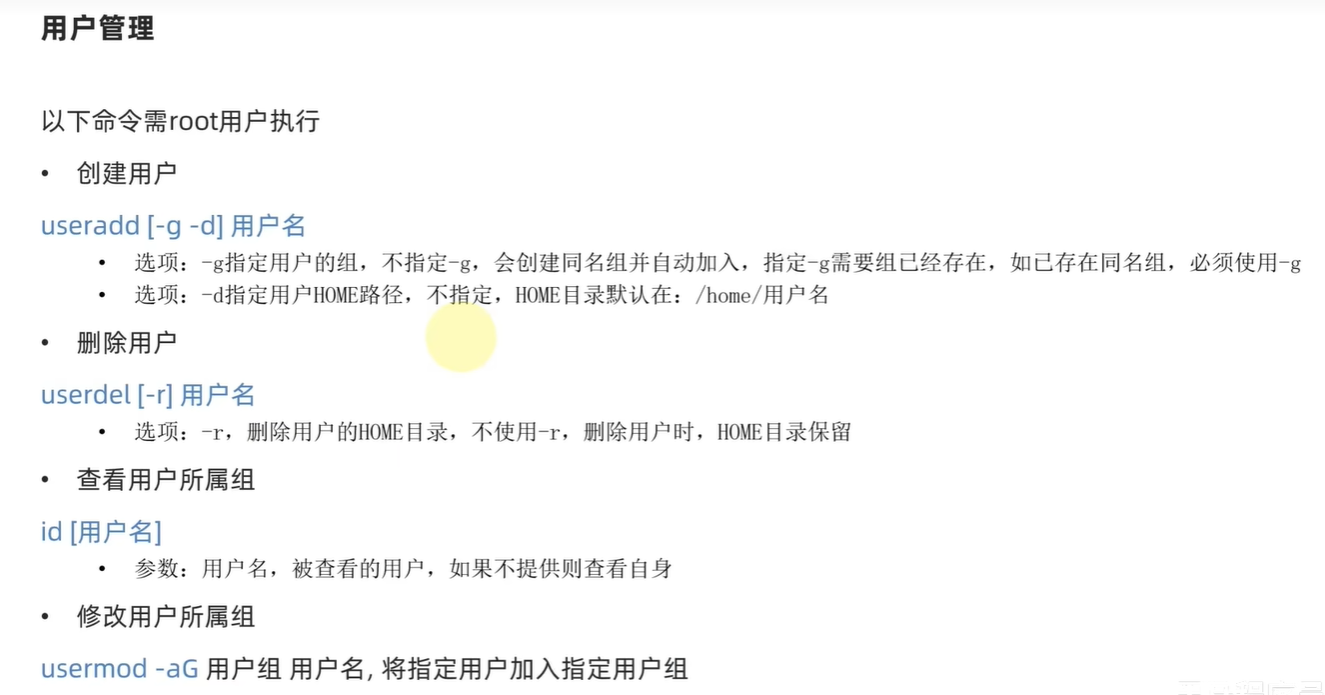 用户管理
以下命令需root用户执行
• 创建用户
useradd [-g -d] 用户名
• 选项：-g指定用户的组，不指定-g，会创建同名组并自动加入，指定-g需要组已经存在，如已存在同名组，必须使用-g
• 选项：-d指定用户HOME路径，不指定，HOME目录默认在：/home/用户名
• 删除用户
userdel [-r] 用户名
• 选项：-r，删除用户的HOME目录，不使用-r，删除用户时，HOME目录保留
• 查看用户所属组
id [用户名]
• 参数：用户名，被查看的用户，如果不提供则查看自身
• 修改用户所属组
usermod -aG 用户组 用户名, 将指定用户加入指定用户组